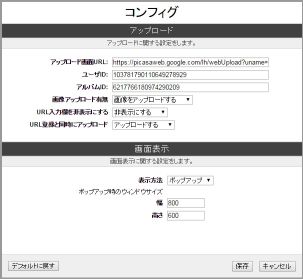 コンフィグ
アップロード
アップロードに関する設定をします。
アップロード画面URL: https://picasaweb.google.com/lh/webUpload?uname=
ユーザID: 103781790110649278929
アルバムID: 6217766180974290209
画像アップロード有無 画像をアップロードする
URL入力欄を非表示にする 非表示にする
URL登録と同時にアップロード アップロードする
画面表示
画面表示に関する設定をします。
表示方法: ポップアップ
ポップアップ時のウィンドウサイズ
幅 800
高さ 600
デフォルトに戻す 保存 キャンセル